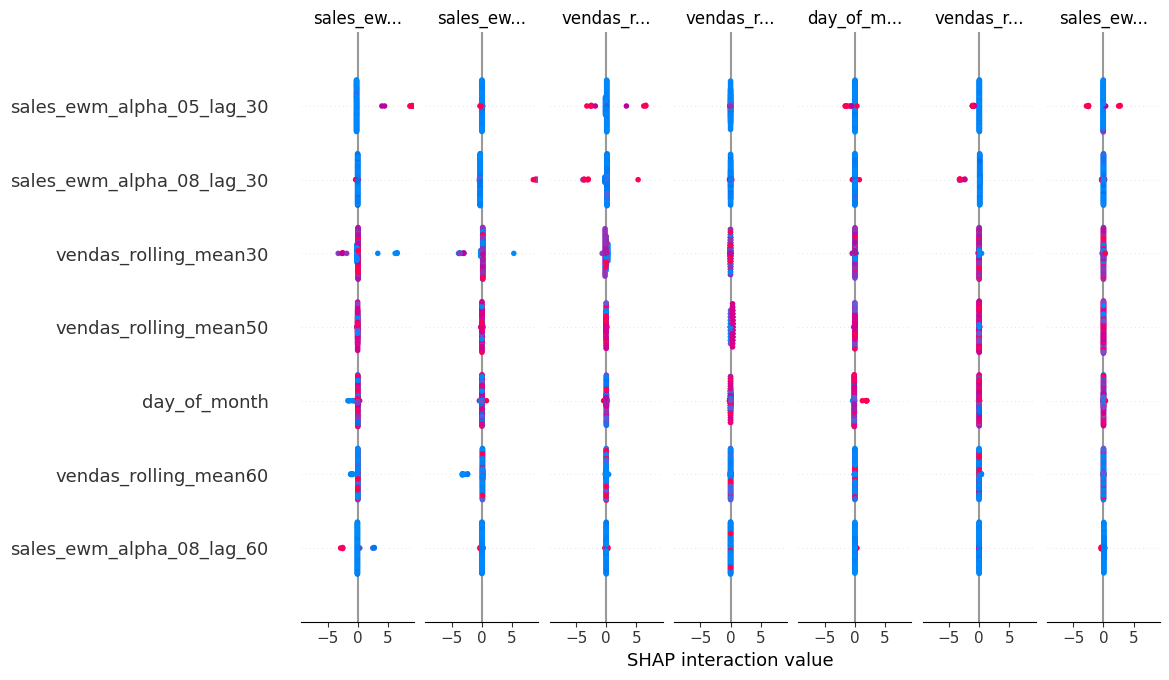 sales_ew... sales_ew... vendas_r... vendas_r... day_of_m... vendas_r... sales_ew...
sales_ewm_alpha_05_lag_30
sales_ewm_alpha_08_lag_30
vendas_rolling_mean30
vendas_rolling_mean50
day_of_month
vendas_rolling_mean60
sales_ewm_alpha_08_lag_60
−5 0 5 −5 0 5 −5 0 5 −5 0 5 −5 0 5 −5 0 5 −5 0 5
SHAP interaction value